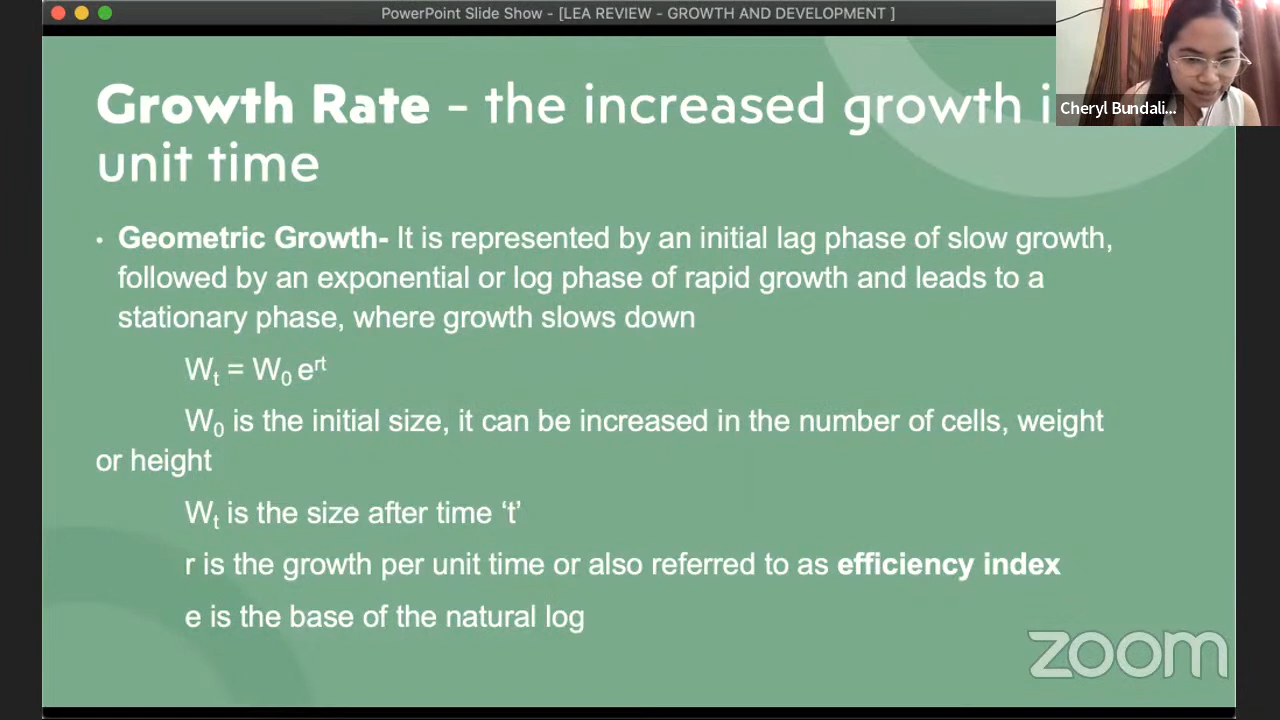 PowerPoint Slide Show - [LEA REVIEW - GROWTH AND DEVELOPMENT ]
Growth Rate - the increased growth
unit time
Cheryl Bundali...
• Geometric Growth- It is represented by an initial lag phase of slow growth,
followed by an exponential or log phase of rapid growth and leads to a
stationary phase, where growth slows down
Wt = W0 e^rt
W0 is the initial size, it can be increased in the number of cells, weight
or height
Wt is the size after time ‘t’
r is the growth per unit time or also referred to as efficiency index
e is the base of the natural log
zoom